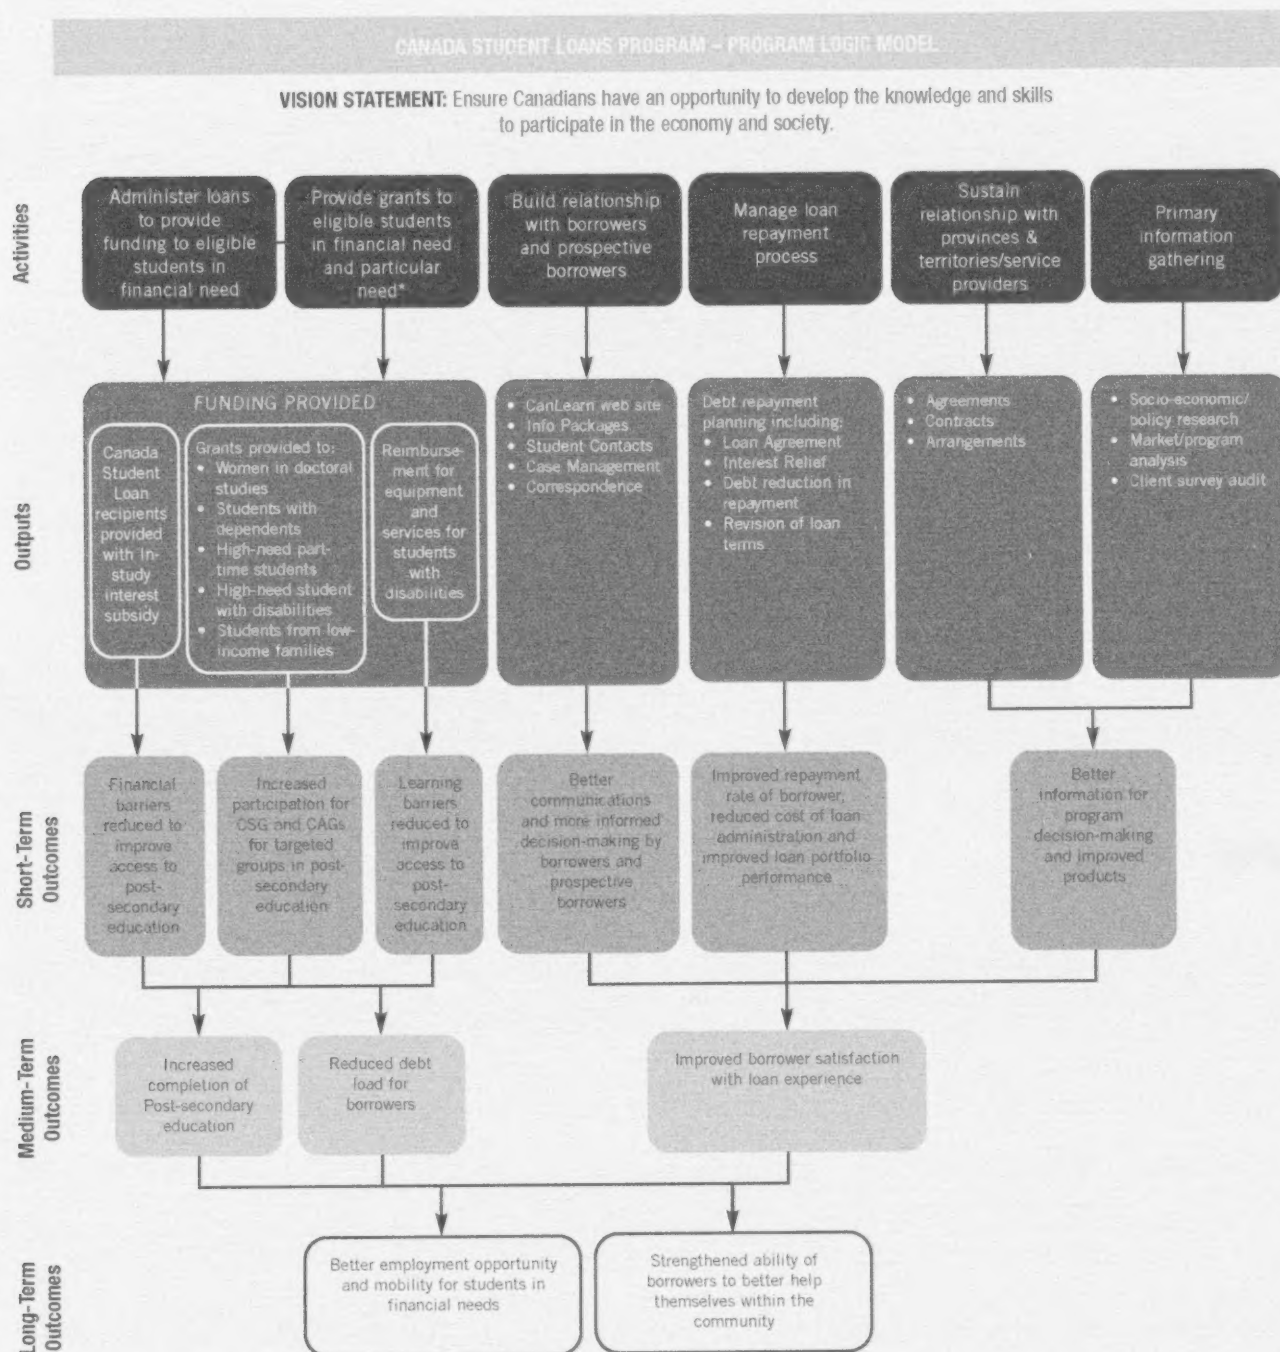 CANADA STUDENT LOANS PROGRAM – PROGRAM LOGIC MODEL
VISION STATEMENT: Ensure Canadians have an opportunity to develop the knowledge and skills
to participate in the economy and society.
Activities
Administer loans
to provide
funding to eligible
students in
financial need
Provide grants to
eligible students
in financial need
and particular
need*
Build relationship
with borrowers
and prospective
borrowers
Manage loan
repayment
process
Sustain
relationship with
provinces &
territories/service
providers
Primary
information
gathering
Outputs
FUNDING PROVIDED
Canada
Student
Loan
recipients
provided
with In-
study
interest
subsidy
Grants provided to:
• Women in doctoral
studies
• Students with
dependents
• High-need part-
time students
• High-need student
with disabilities
• Students from low-
income families
Reimburse-
ment for
equipment
and
services for
students
with
disabilities
• CanLearn web site
• Info Packages
• Student Contacts
• Case Management
• Correspondence
Debt repayment
planning including:
• Loan Agreement
• Interest Relief
• Debt reduction in
repayment
• Revision of loan
terms
• Agreements
• Contracts
• Arrangements
• Socio-economic/
policy research
• Market/program
analysis
• Client survey audit
Short-Term
Outcomes
Financial
barriers
reduced to
improve
access to
post-
secondary
education
Increased
participation for
CSG and CAGs
for targeted
groups in post-
secondary
education
Learning
barriers
reduced to
improve
access to
post-
secondary
education
Better
communications
and more informed
decision-making by
borrowers and
prospective
borrowers
Improved repayment
rate of borrower,
reduced cost of loan
administration and
improved loan portfolio
performance
Better
information for
program
decision-making
and improved
products
Medium-Term
Outcomes
Increased
completion of
Post-secondary
education
Reduced debt
load for
borrowers
Improved borrower satisfaction
with loan experience
Long-Term
Outcomes
Better employment opportunity
and mobility for students in
financial needs
Strengthened ability of
borrowers to better help
themselves within the
community